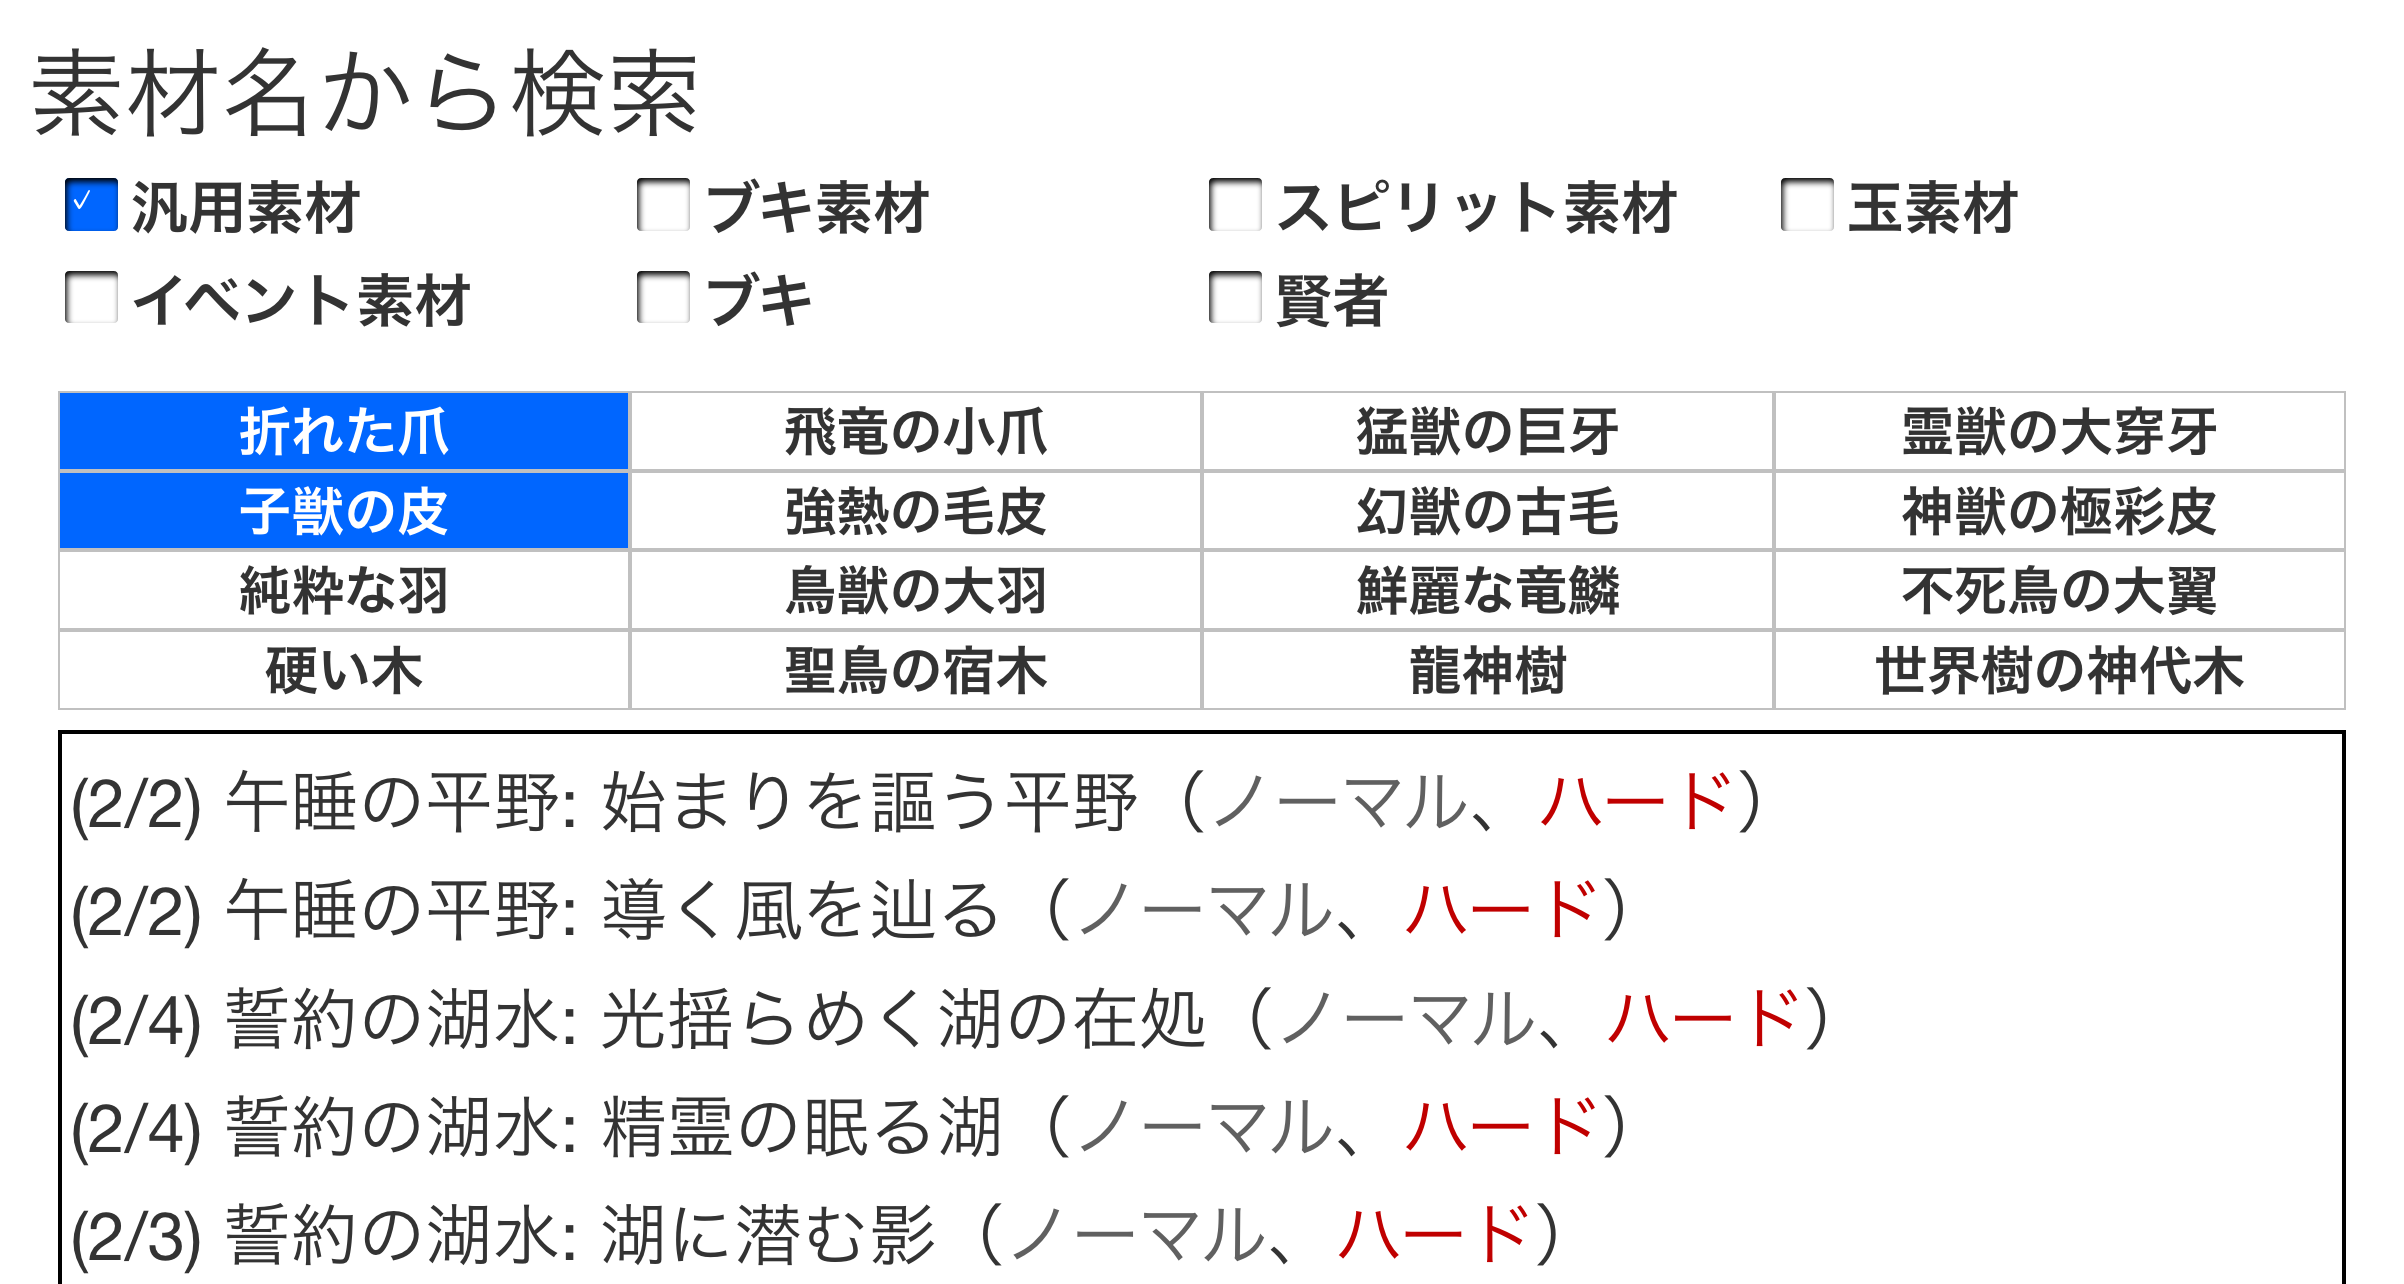 素材名から検索
汎用素材 ブキ素材 スピリット素材 玉素材
イベント素材 ブキ 賢者
折れた爪 飛竜の小爪 猛獣の巨牙 霊獣の大穿牙
子獣の皮 強熱の毛皮 幻獣の古毛 神獣の極彩皮
純粋な羽 鳥獣の大羽 鮮麗な竜鱗 不死鳥の大翼
硬い木 聖鳥の宿木 龍神樹 世界樹の神代木
(2/2) 午睡の平野: 始まりを謳う平野（ノーマル、ハード）
(2/2) 午睡の平野: 導く風を辿る（ノーマル、ハード）
(2/4) 誓約の湖水: 光揺らめく湖の在処（ノーマル、ハード）
(2/4) 誓約の湖水: 精霊の眠る湖（ノーマル、ハード）
(2/3) 誓約の湖水: 湖に潜む影（ノーマル、ハード）